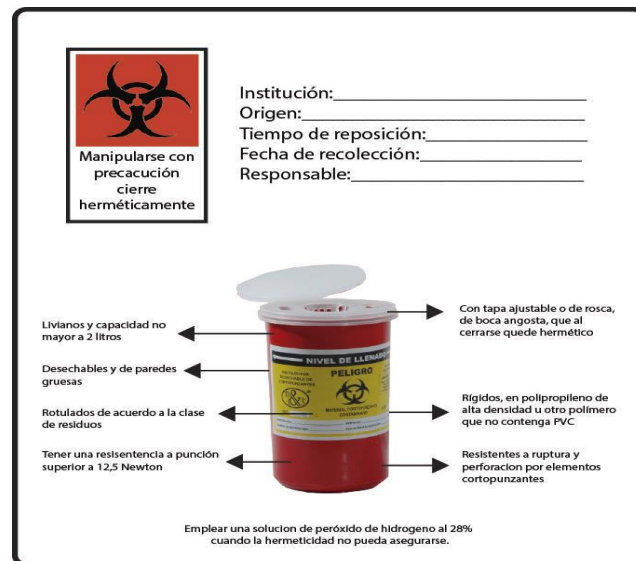 Manipularse con
precacución
cierre
herméticamente
Institución:
Origen:
Tiempo de reposición:
Fecha de recolección:
Responsable:
Livianos y capacidad no
mayor a 2 litros
Desechables y de paredes
gruesas
Rotulados de acuerdo a la clase
de residuos
Tener una resisentencia a punción
superior a 12,5 Newton
Con tapa ajustable o de rosca,
de boca angosta, que al
cerrarse quede hermético
Rígidos, en polipropileno de
alta densidad u otro polímero
que no contenga PVC
Resistentes a ruptura y
perforacion por elementos
cortopunzantes
NIVEL DE LLENADO
PELIGRO
Emplear una solucion de peróxido de hidrogeno al 28%
cuando la hermeticidad no pueda asegurarse.